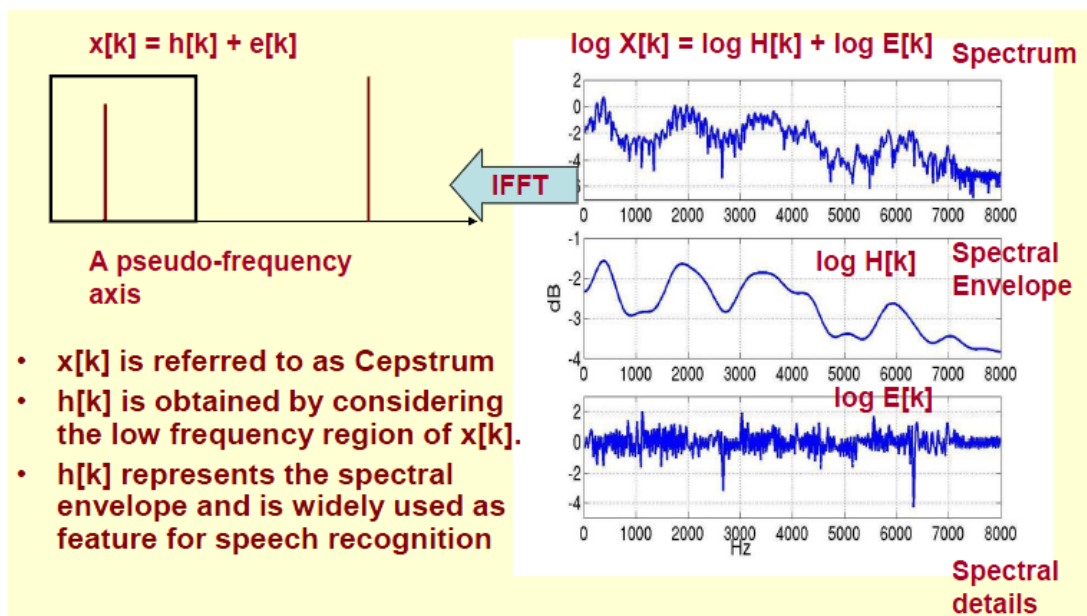 x[k] = h[k] + e[k]
log X[k] = log H[k] + log E[k]
Spectrum
2
0
-2
-4
0 1000 2000 3000 4000 5000 6000 7000 8000
IFFT
A pseudo-frequency
axis
-1
-2
-3
-4
dB
log H[k]
Spectral
Envelope
0 1000 2000 3000 4000 5000 6000 7000 8000
• x[k] is referred to as Cepstrum
• h[k] is obtained by considering
the low frequency region of x[k].
• h[k] represents the spectral
envelope and is widely used as
feature for speech recognition
log E[k]
2
0
-2
-4
0 1000 2000 3000 4000 5000 6000 7000 8000
Hz
Spectral
details